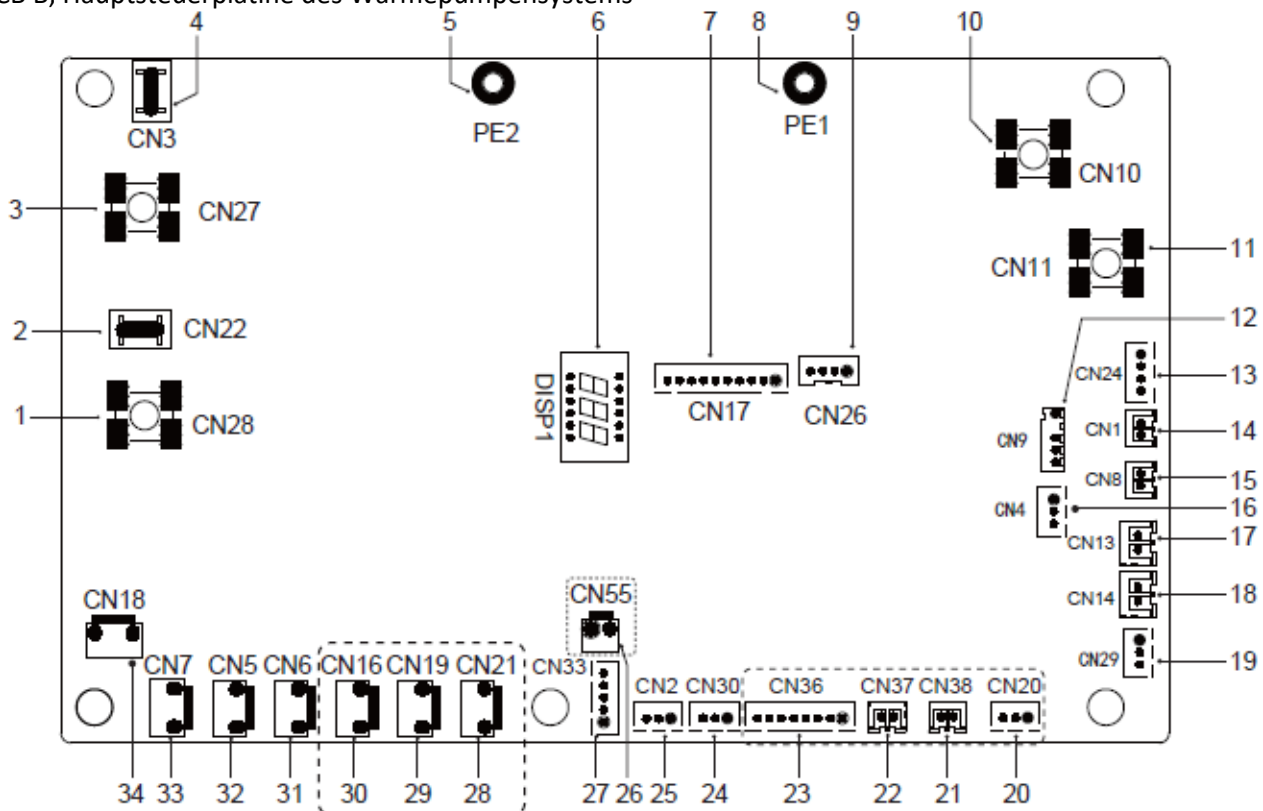 CB B, Hauptsteuerplatine des Wärmepumpensystems
4 5 6 7 8 9 10
CN3 PE2 PE1
CN10
3 CN27
CN11 11
2 CN22
12
DISP1 CN17 CN26 CN24 13
1 CN28
CN9 CN1 14
CN8 15
CN4 16
CN13 17
CN18 CN55 CN14 18
CN7 CN5 CN6 CN16 CN19 CN21 CN33 CN2 CN30 CN36 CN37 CN38 CN20 CN29 19
34 33 32 31 30 29 28 27 26 25 24 23 22 21 20